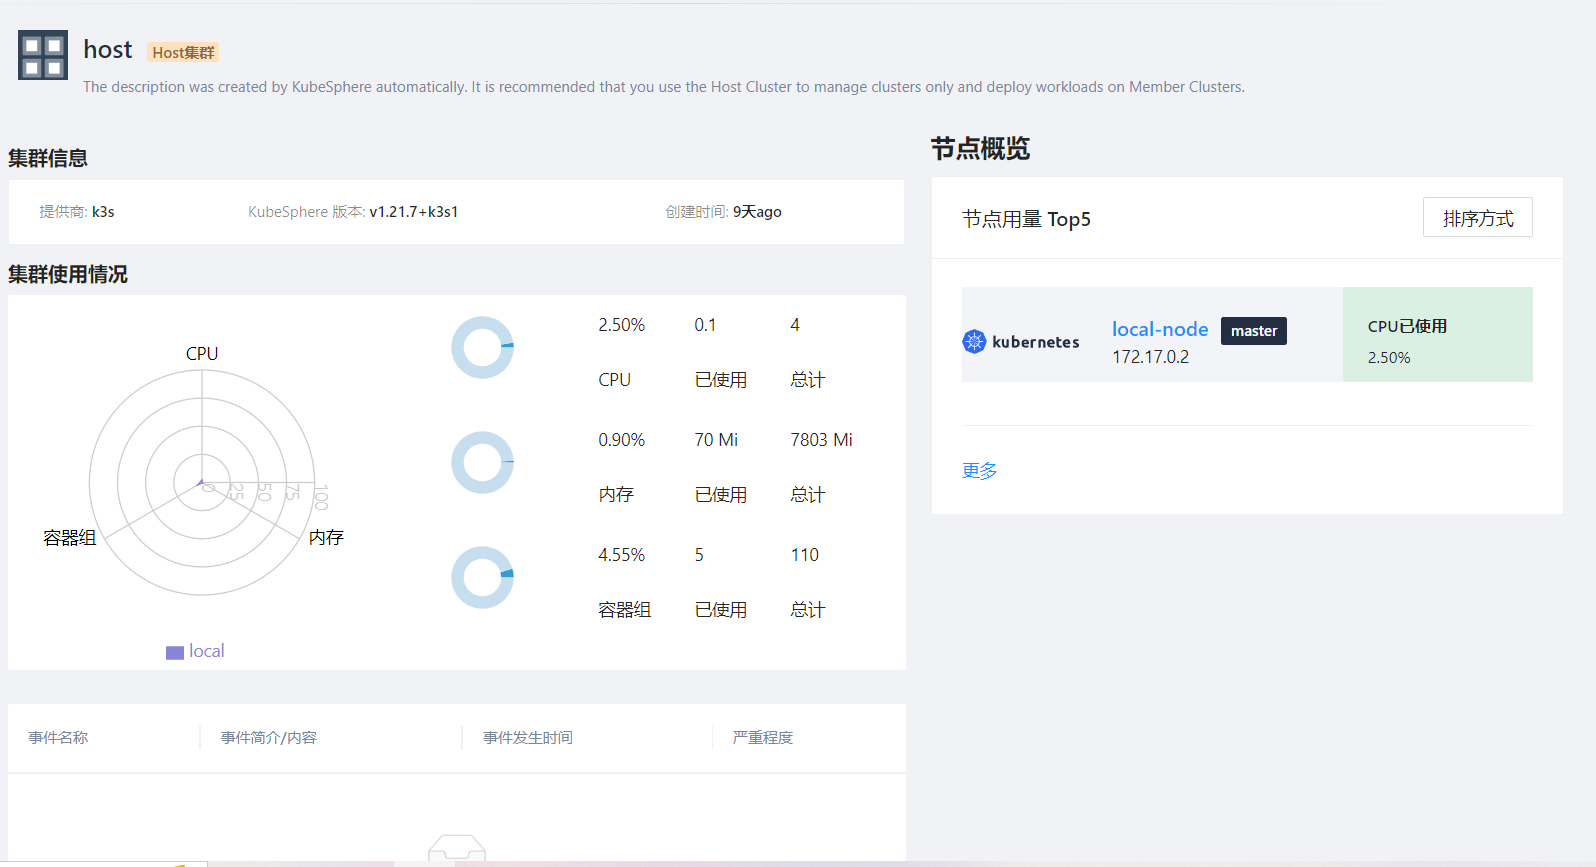 host Host集群
The description was created by KubeSphere automatically. It is recommended that you use the Host Cluster to manage clusters only and deploy workloads on Member Clusters.
集群信息
提供商: k3s KubeSphere 版本: v1.21.7+k3s1 创建时间: 9天ago
集群使用情况
CPU
0 25 50 75 100
容器组 内存
local
2.50% 0.1 4
CPU 已使用 总计
0.90% 70 Mi 7803 Mi
内存 已使用 总计
4.55% 5 110
容器组 已使用 总计
事件名称 事件简介/内容 事件发生时间 严重程度
节点概览
节点用量 Top5 排序方式
kubernetes local-node master
172.17.0.2
CPU已使用
2.50%
更多